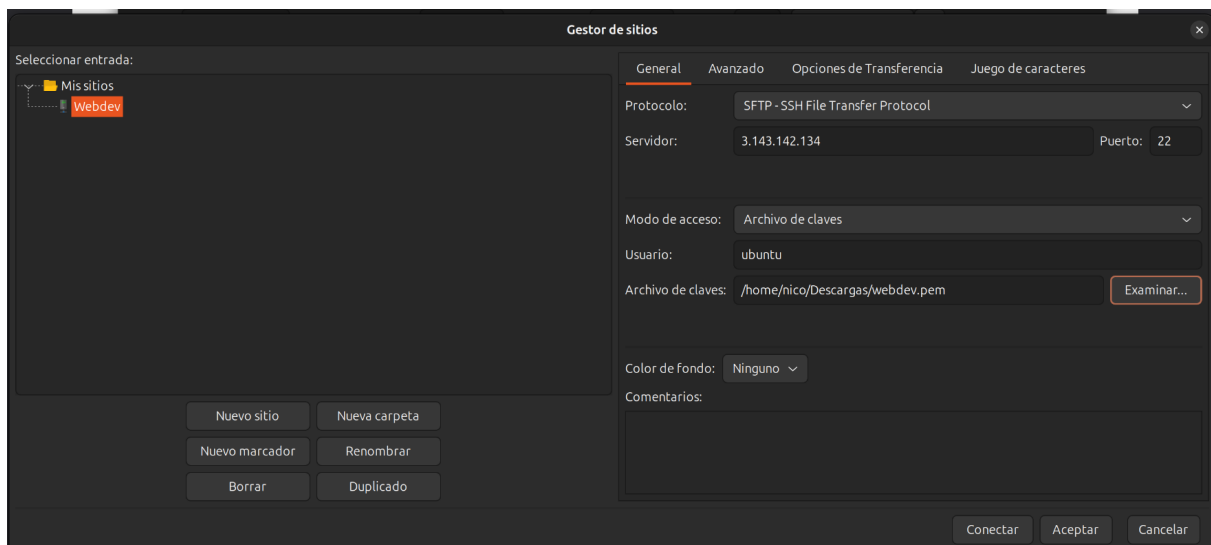 Gestor de sitios
Seleccionar entrada:
Mis sitios
Webdev
Nuevo sitio
Nueva carpeta
Nuevo marcador
Renombrar
Borrar
Duplicado
General
Avanzado
Opciones de Transferencia
Juego de caracteres
Protocolo:
SFTP - SSH File Transfer Protocol
Servidor:
3.143.142.134
Puerto:
22
Modo de acceso:
Archivo de claves
Usuario:
ubuntu
Archivo de claves:
/home/nico/Descargas/webdev.pem
Examinar...
Color de fondo:
Ninguno
Comentarios:
Conectar
Aceptar
Cancelar